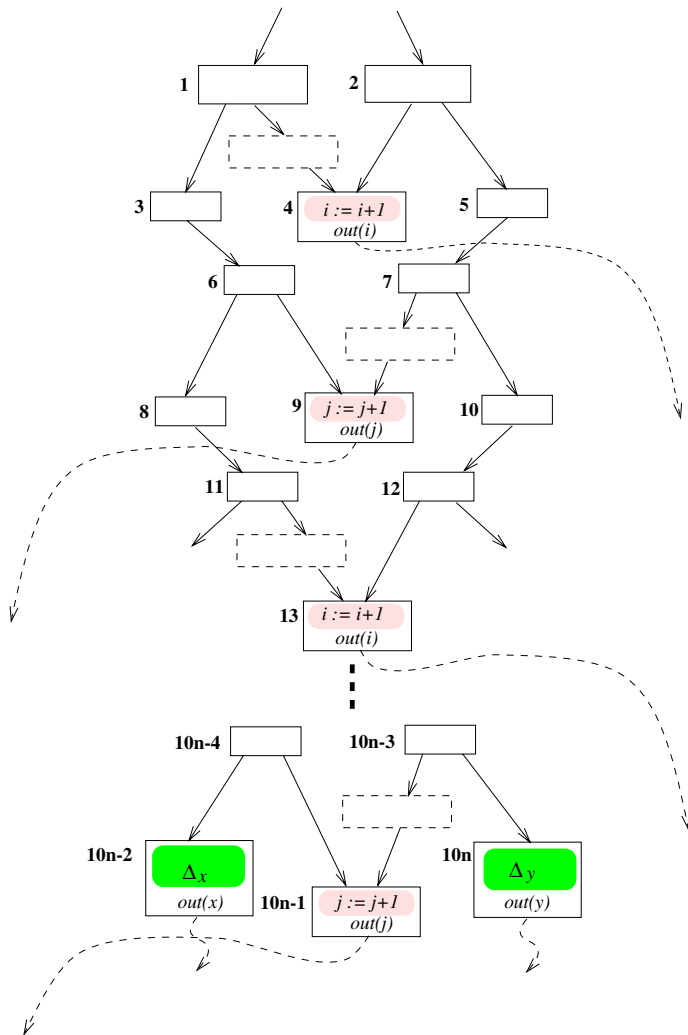 1
2
3
4
i := i+1
out(i)
5
6
7
8
9
j := j+1
out(j)
10
11
12
13
i := i+1
out(i)
10n-4
10n-3
10n-2
Δx
out(x)
10n-1
j := j+1
out(j)
10n
Δy
out(y)